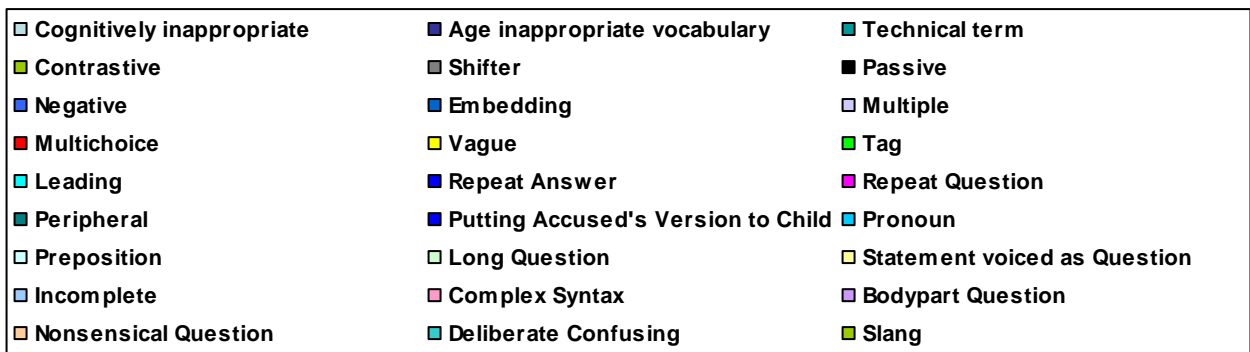 Cognitively inappropriate Age inappropriate vocabulary Technical term
Contrastive Shifter Passive
Negative Embedding Multiple
Multichoice Vague Tag
Leading Repeat Answer Repeat Question
Peripheral Putting Accused's Version to Child Pronoun
Preposition Long Question Statement voiced as Question
Incomplete Complex Syntax Bodypart Question
Nonsensical Question Deliberate Confusing Slang